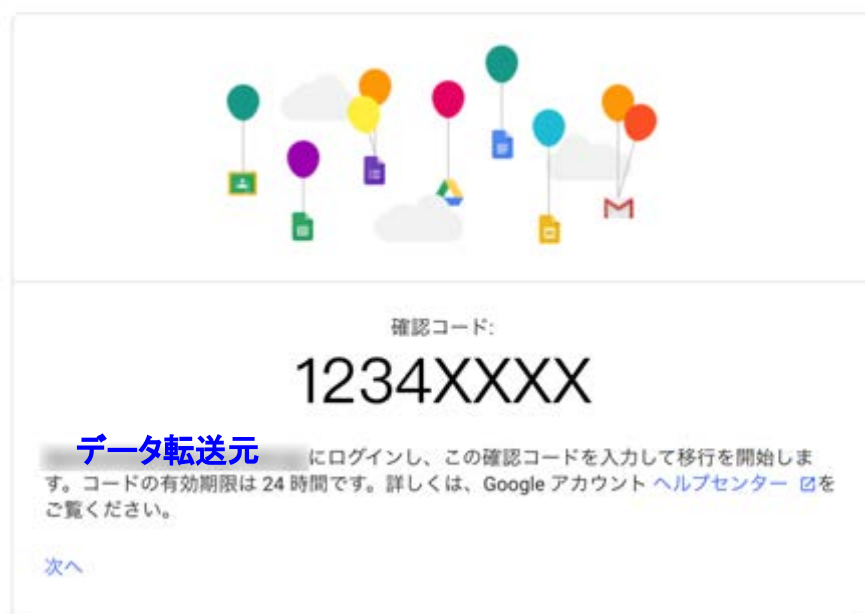 確認コード:
1234XXXX
データ転送元 にログインし、この確認コードを入力して移行を開始しま
す。コードの有効期限は 24 時間です。詳しくは、Google アカウント ヘルプセンター を
ご覧ください。
次へ